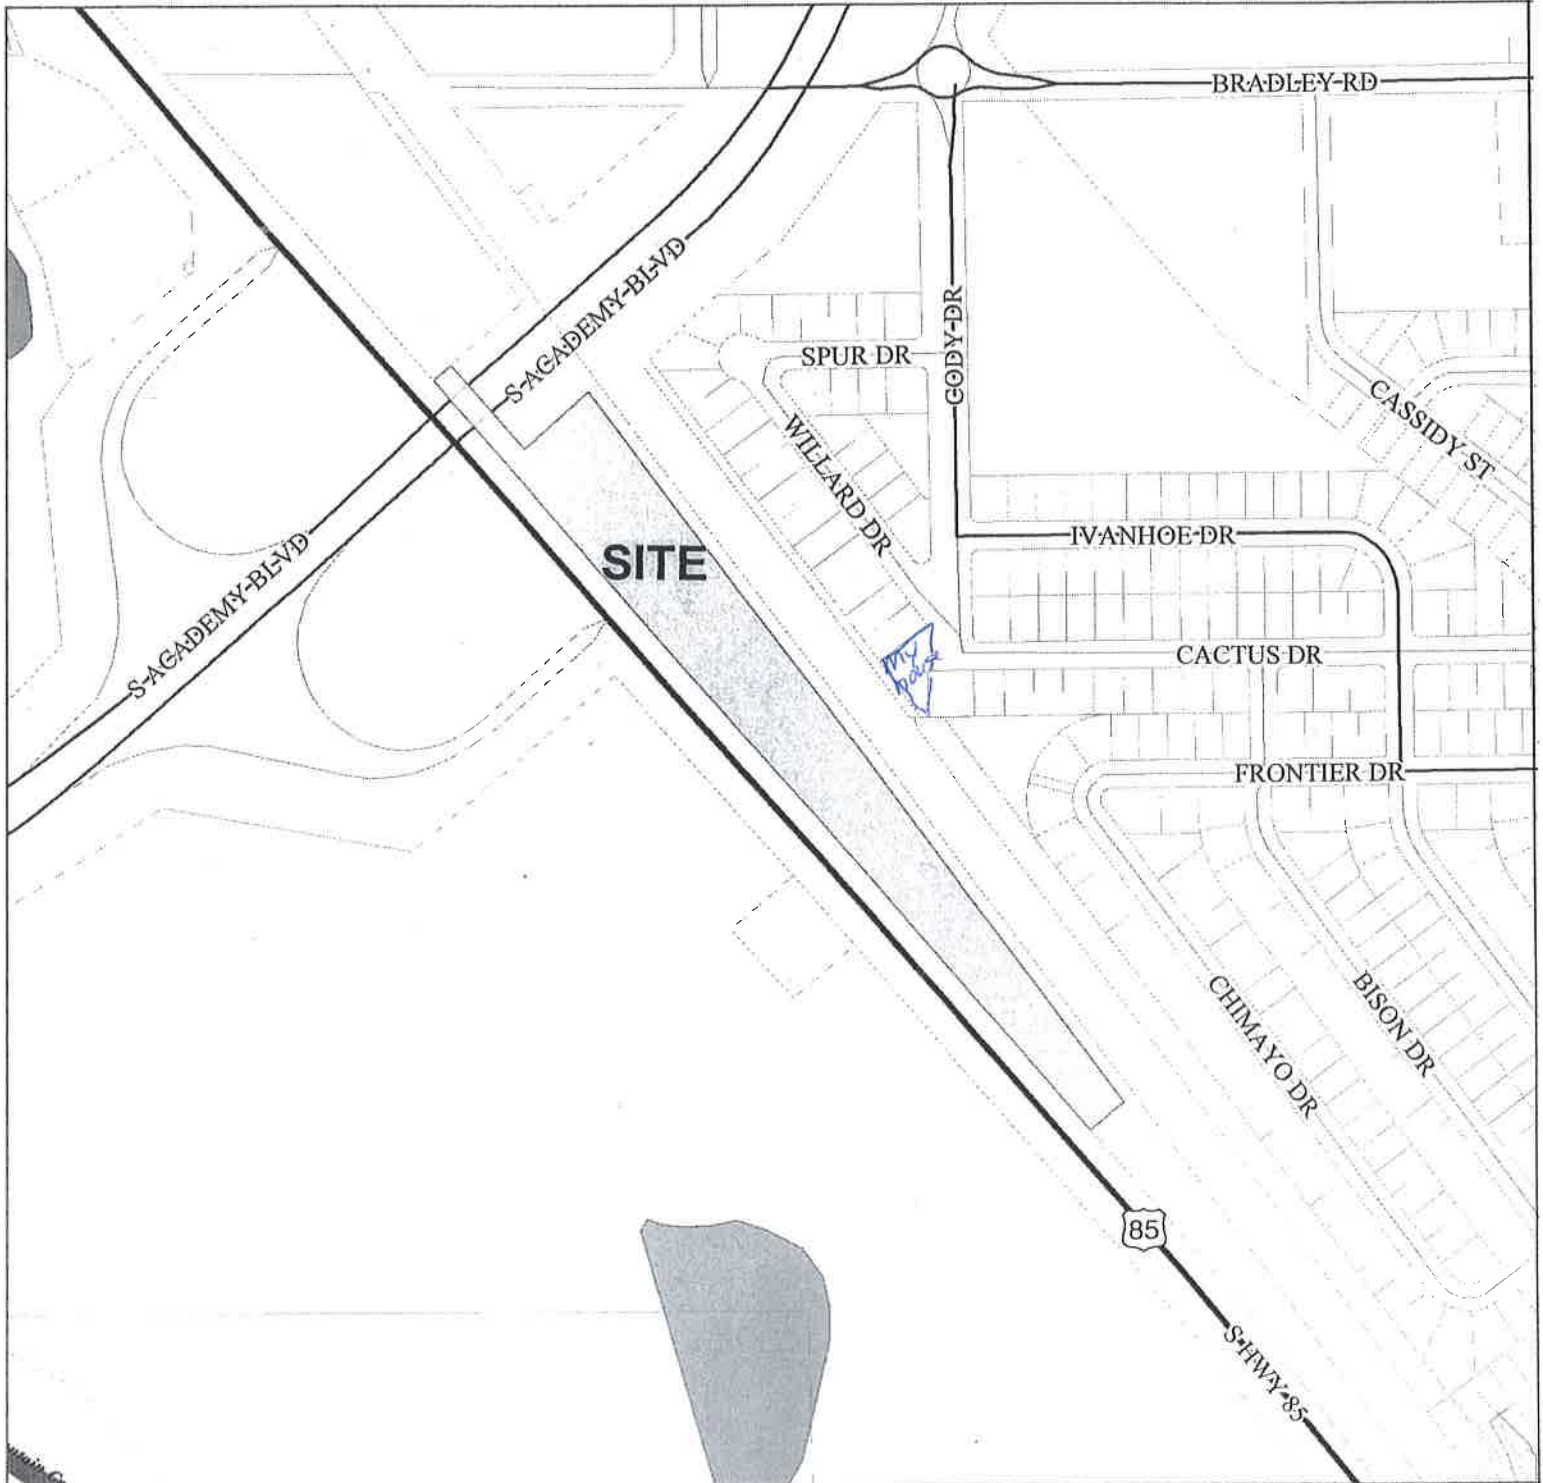 BRADLEY RD
S ACADEMY BLVD
CODY DR
SPUR DR
CASSIDY ST
WILLARD DR
IVANHOE DR
SITE
S ACADEMY BLVD
My
house
CACTUS DR
FRONTIER DR
CHIMAYO DR
BISON DR
85
S HWY 85